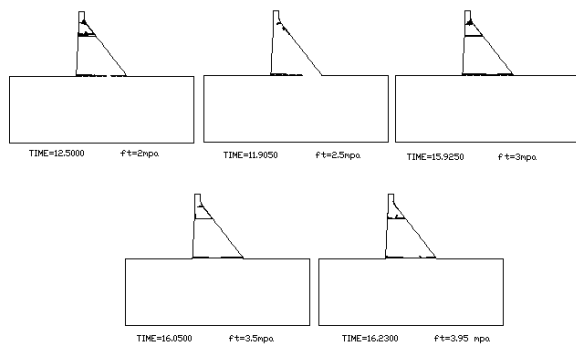 TIME=12.5000 ft=2mpa
TIME=11.9050 ft=2.5mpa
TIME=15.9250 ft=3mpa
TIME=16.0500 ft=3.5mpa
TIME=16.2300 ft=3.95 mpa